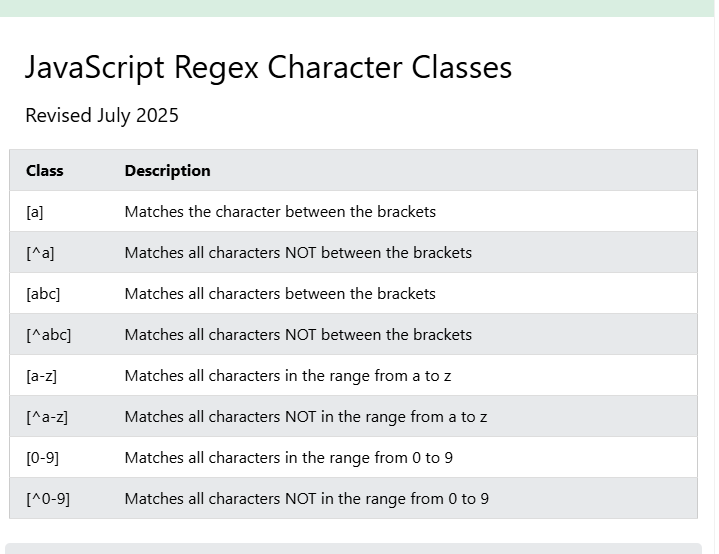 JavaScript Regex Character Classes
Revised July 2025
Class Description
[a] Matches the character between the brackets
[^a] Matches all characters NOT between the brackets
[abc] Matches all characters between the brackets
[^abc] Matches all characters NOT between the brackets
[a-z] Matches all characters in the range from a to z
[^a-z] Matches all characters NOT in the range from a to z
[0-9] Matches all characters in the range from 0 to 9
[^0-9] Matches all characters NOT in the range from 0 to 9